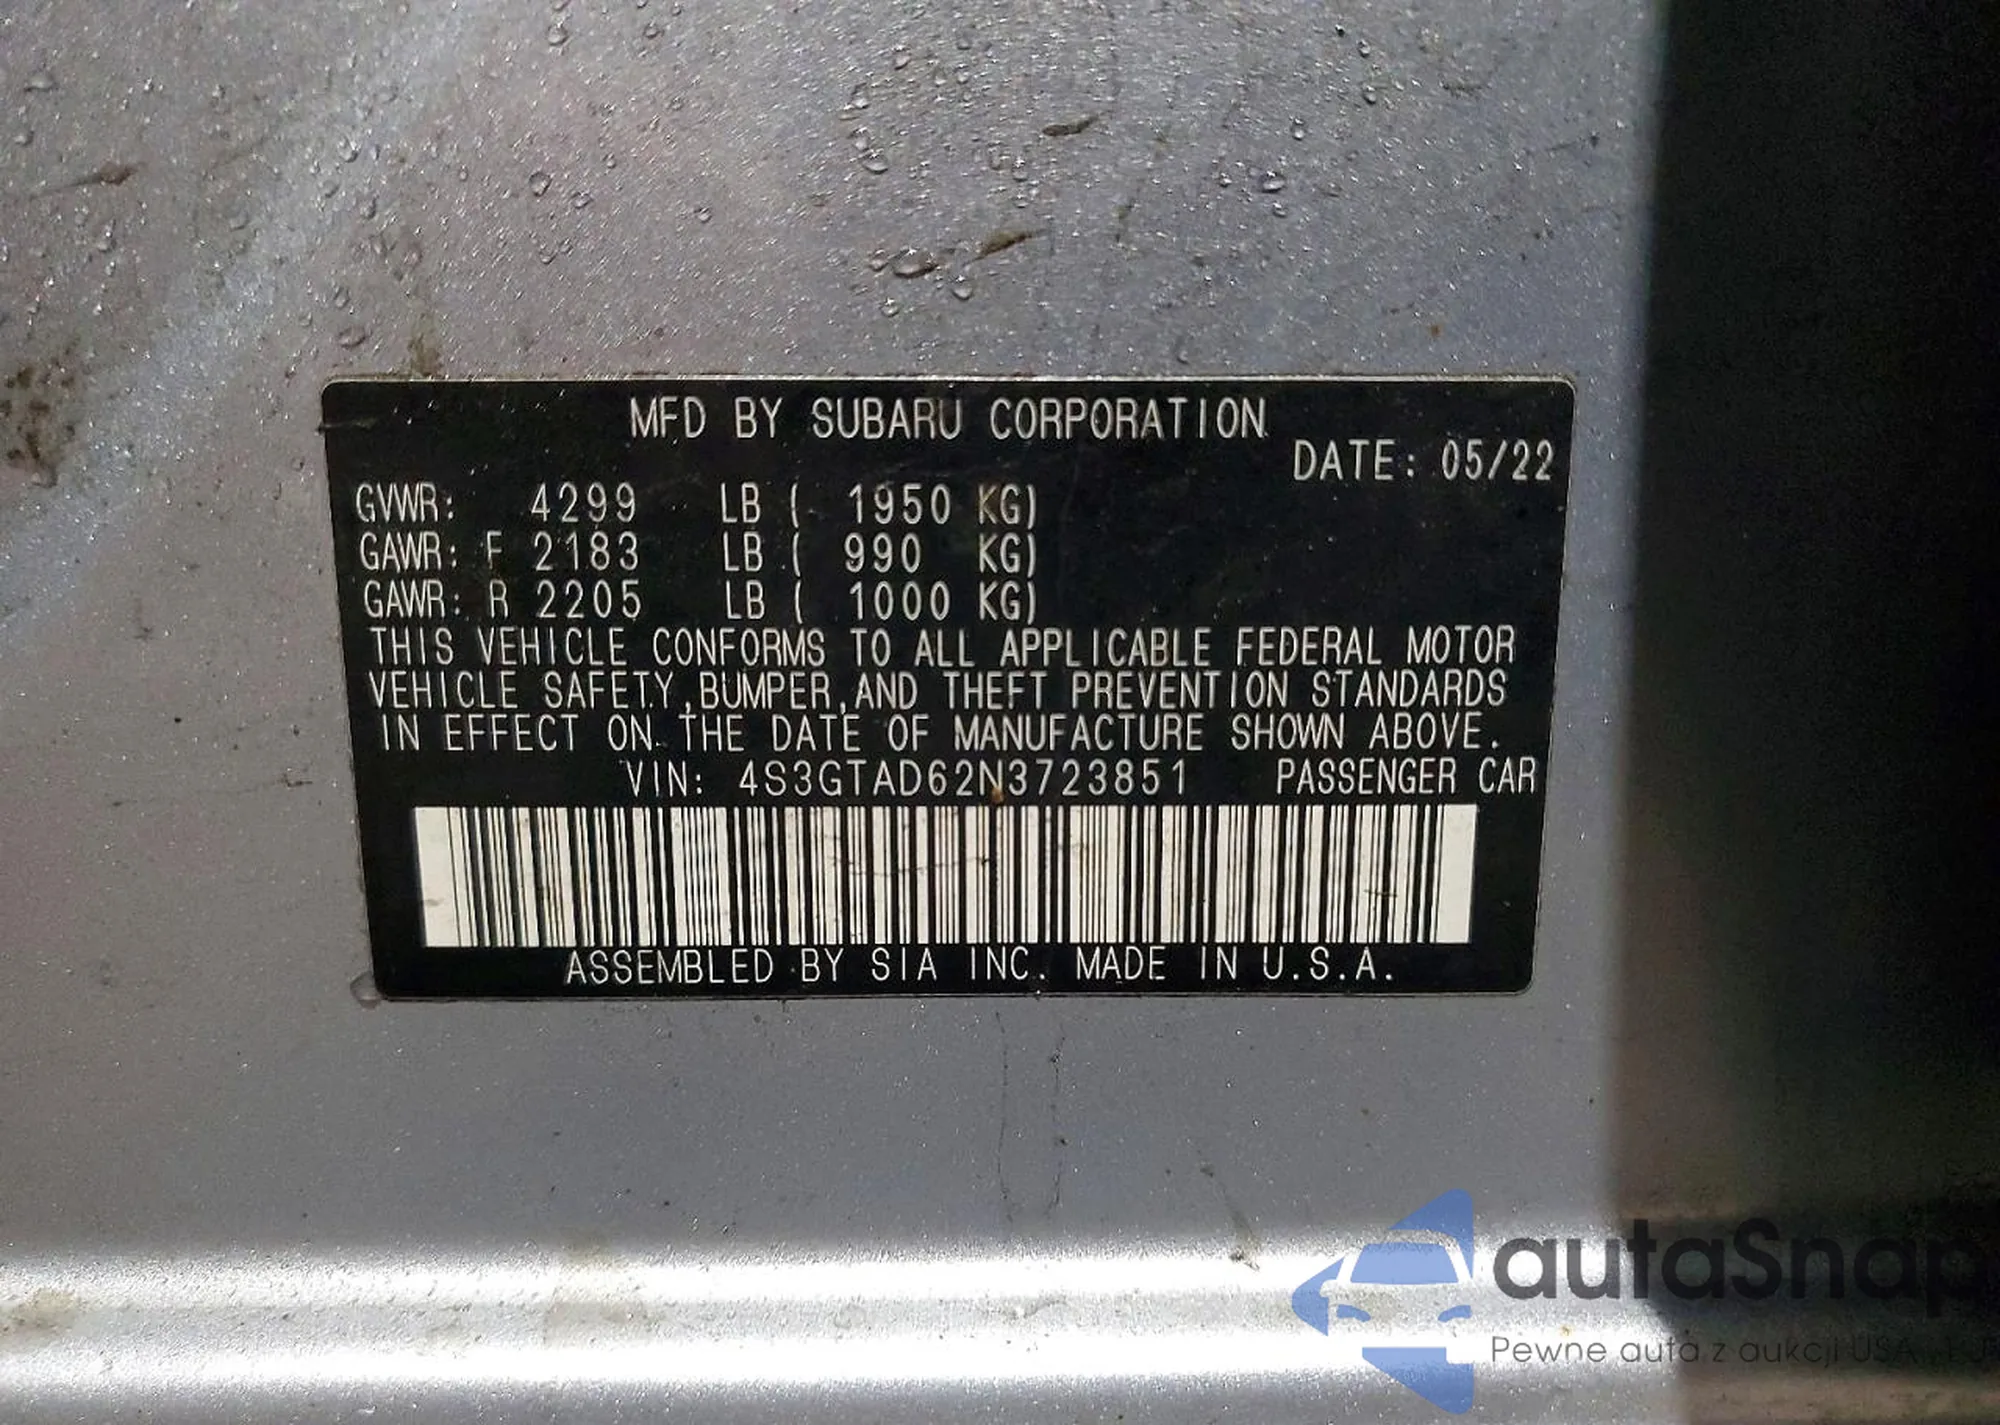 MFD BY SUBARU CORPORATION
DATE: 05/22
GVWR: 4299 LB ( 1950 KG)
GAWR: F 2183 LB ( 990 KG)
GAWR: R 2205 LB ( 1000 KG)
THIS VEHICLE CONFORMS TO ALL APPLICABLE FEDERAL MOTOR
VEHICLE SAFETY,BUMPER,AND THEFT PREVENTION STANDARDS
IN EFFECT ON THE DATE OF MANUFACTURE SHOWN ABOVE.
VIN: 4S3GTAD62N3723851 PASSENGER CAR
ASSEMBLED BY SIA INC. MADE IN U.S.A.
autaSnap
Pewne auta z aukcji USA